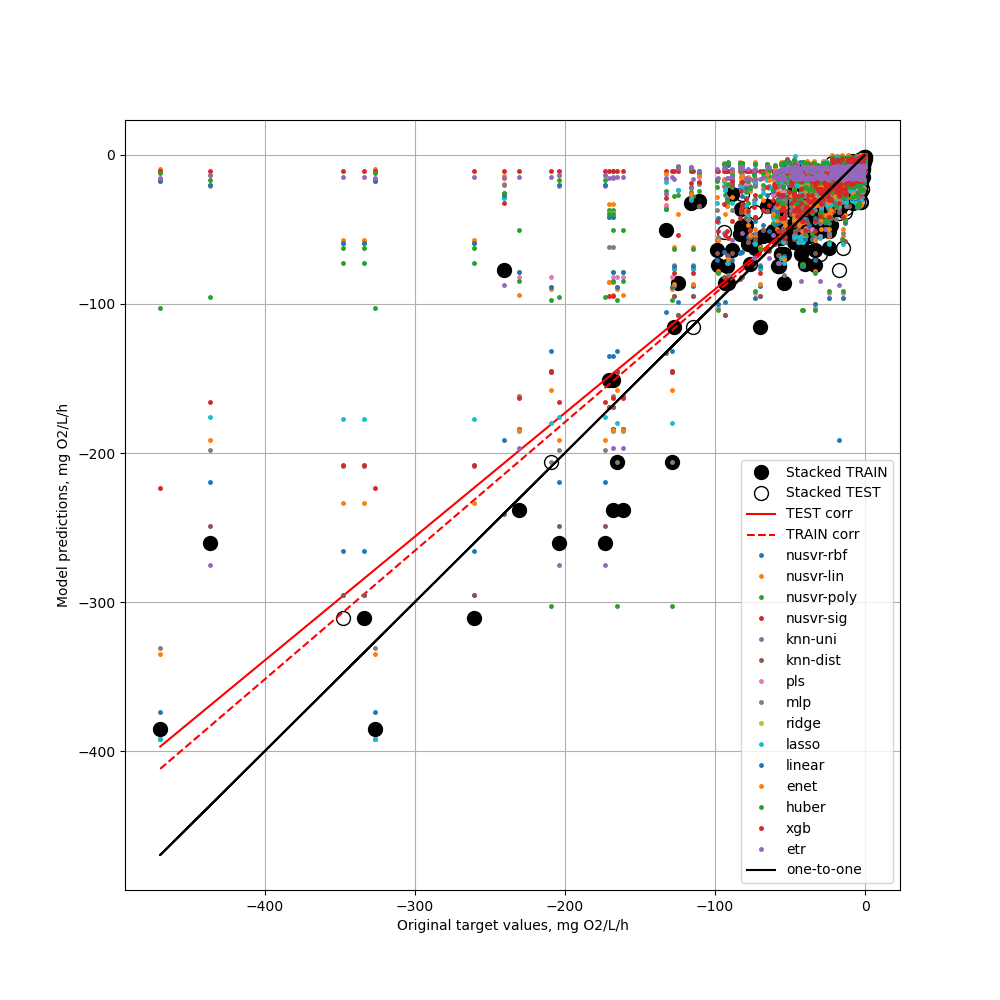 0
−100
−200
−300
−400
Model predictions, mg O2/L/h
−400
−300
−200
−100
0
Original target values, mg O2/L/h
Stacked TRAIN
Stacked TEST
TEST corr
TRAIN corr
nusvr-rbf
nusvr-lin
nusvr-poly
nusvr-sig
knn-uni
knn-dist
pls
mlp
ridge
lasso
linear
enet
huber
xgb
etr
one-to-one